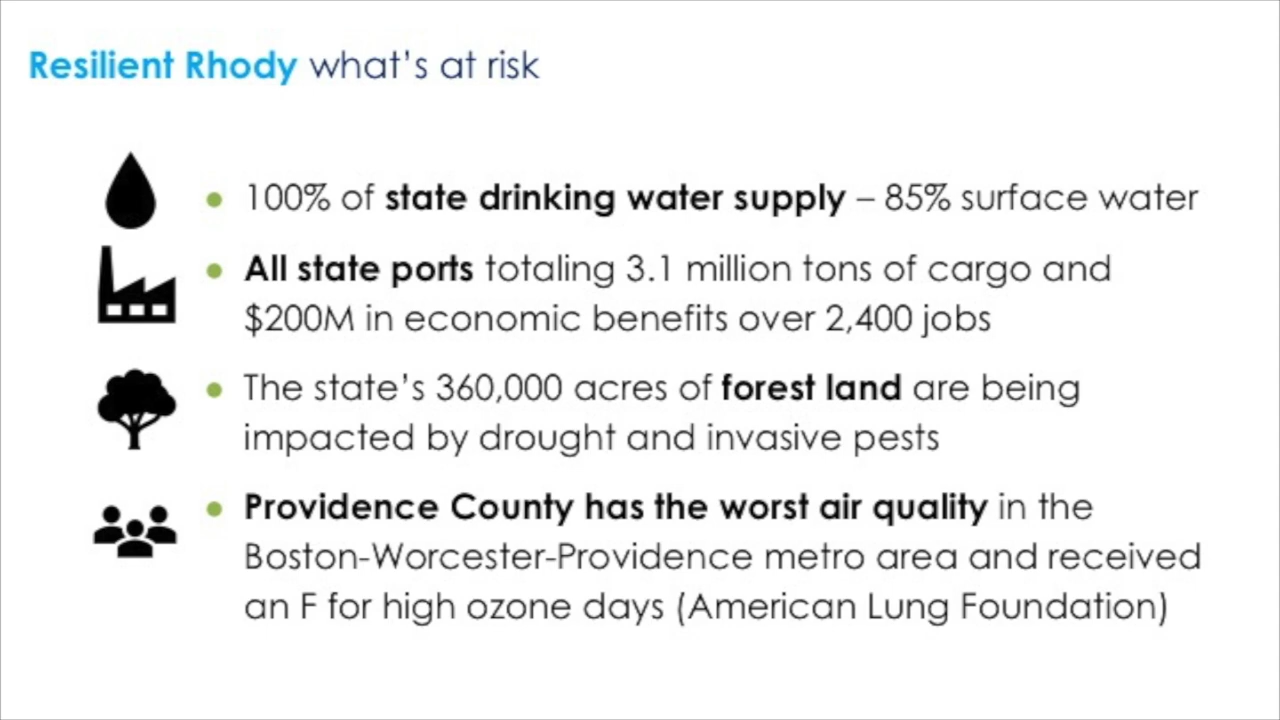 Resilient Rhody what's at risk
● 100% of state drinking water supply – 85% surface water
● All state ports totaling 3.1 million tons of cargo and
$200M in economic benefits over 2,400 jobs
● The state's 360,000 acres of forest land are being
impacted by drought and invasive pests
● Providence County has the worst air quality in the
Boston-Worcester-Providence metro area and received
an F for high ozone days (American Lung Foundation)